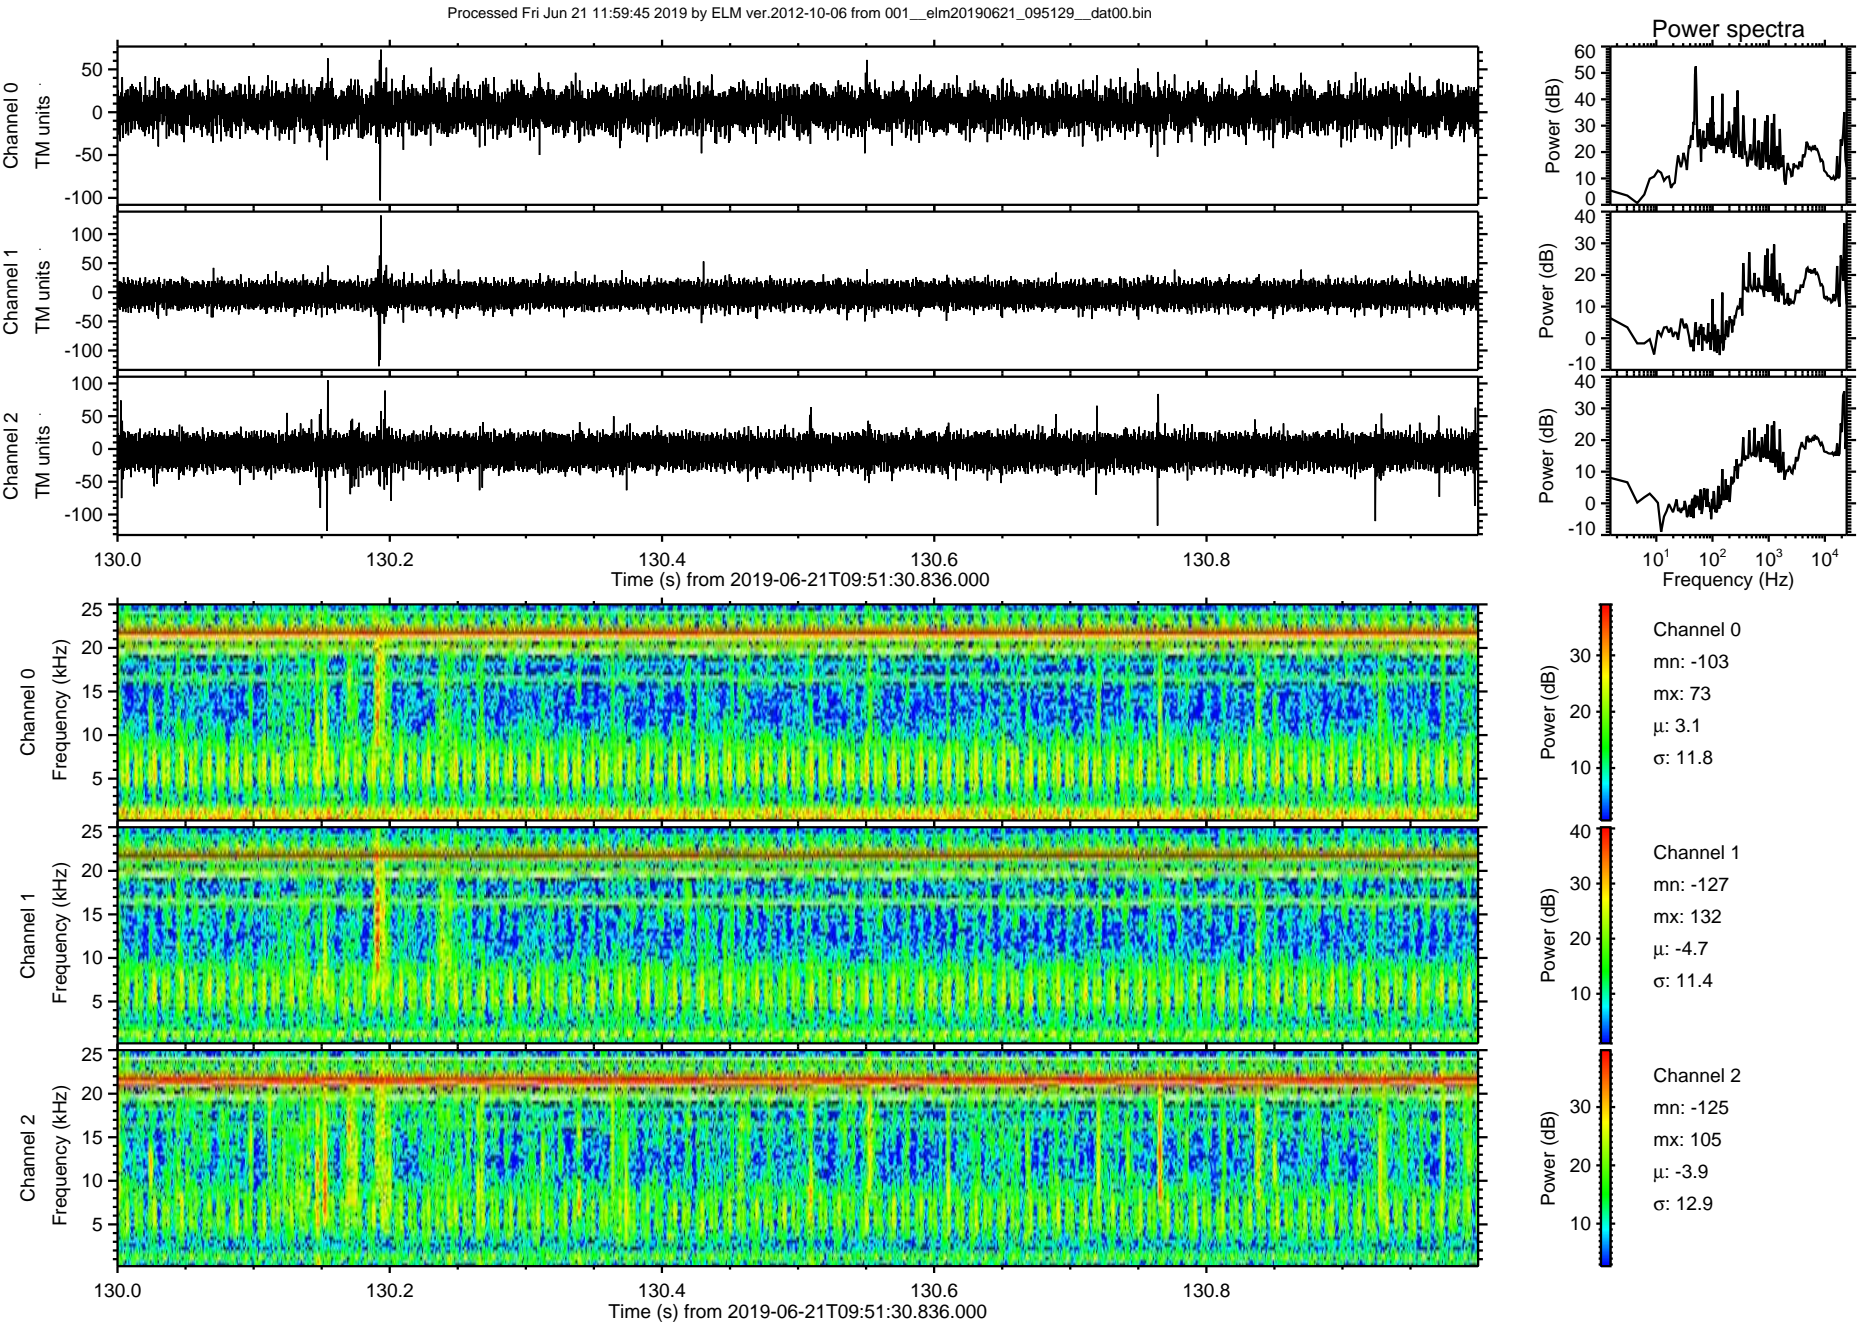 Processed Fri Jun 21 11:59:45 2019 by ELM ver.2012-10-06 from 001__elm20190621_095129__dat00.bin
Power spectra
Channel 0
TM units
50
0
-50
-100
Power (dB)
60
50
40
30
20
10
0
Channel 1
TM units
100
50
0
-50
-100
Power (dB)
40
30
20
10
0
-10
Channel 2
TM units
100
50
0
-50
-100
Power (dB)
40
30
20
10
0
-10
130.0 130.2 130.4 130.6 130.8
Time (s) from 2019-06-21T09:51:30.836.000
10¹ 10² 10³ 10⁴
Frequency (Hz)
Channel 0
Frequency (kHz)
25
20
15
10
5
Power (dB)
30
20
10
Channel 0
mn: -103
mx: 73
μ: 3.1
σ: 11.8
Channel 1
Frequency (kHz)
25
20
15
10
5
Power (dB)
40
30
20
10
Channel 1
mn: -127
mx: 132
μ: -4.7
σ: 11.4
Channel 2
Frequency (kHz)
25
20
15
10
5
Power (dB)
30
20
10
Channel 2
mn: -125
mx: 105
μ: -3.9
σ: 12.9
130.0 130.2 130.4 130.6 130.8
Time (s) from 2019-06-21T09:51:30.836.000